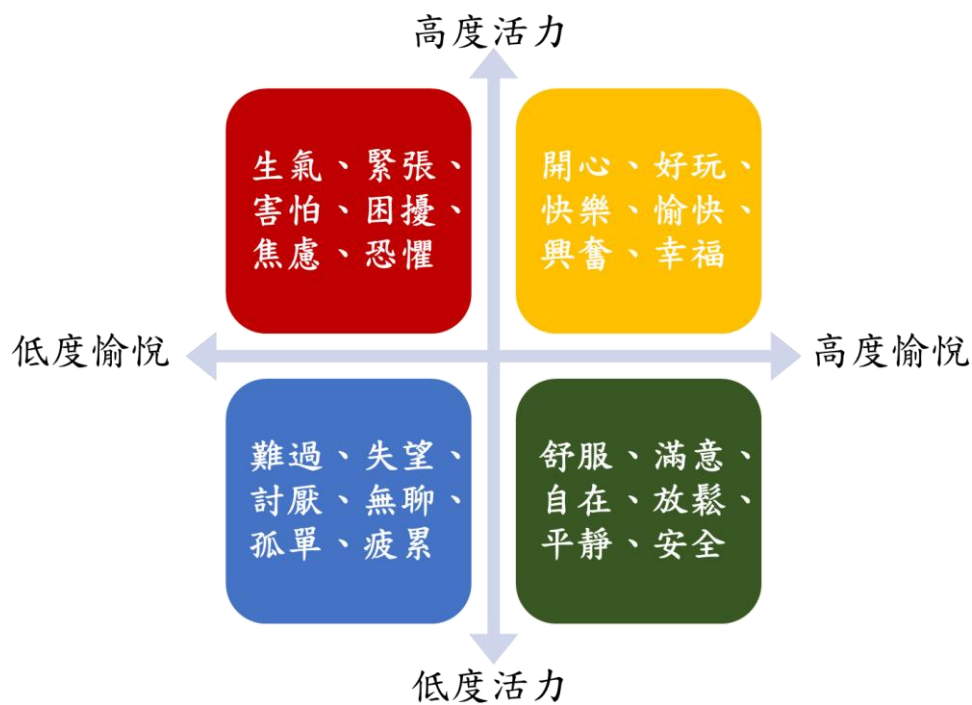 高度活力
生氣、緊張、
害怕、困擾、
焦慮、恐懼
開心、好玩、
快樂、愉快、
興奮、幸福
低度愉悅
高度愉悅
難過、失望、
討厭、無聊、
孤單、疲累
舒服、滿意、
自在、放鬆、
平靜、安全
低度活力